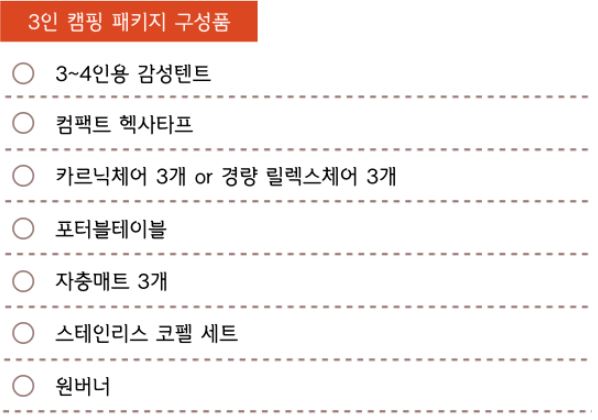 3인 캠핑 패키지 구성품
3~4인용 감성텐트
컴팩트 헥사타프
카르닉체어 3개 or 경량 릴렉스체어 3개
포터블테이블
자충매트 3개
스테인리스 코펠 세트
원버너